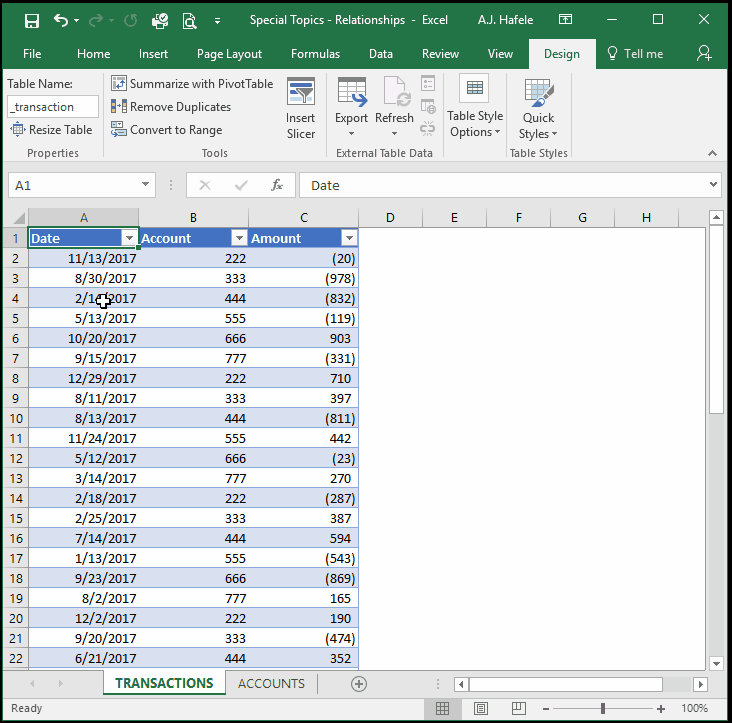 Special Topics - Relationships - Excel A.J. Hafele
File Home Insert Page Layout Formulas Data Review View Design Tell me
Table Name:
_transaction
Resize Table
Properties
Summarize with PivotTable
Remove Duplicates
Convert to Range
Insert
Slicer
Tools
Export Refresh
External Table Data
Table Style
Options
Quick
Styles
Table Styles
A1 fx Date
A B C D E F G H
1 Date Account Amount
2 11/13/2017 222 (20)
3 8/30/2017 333 (978)
4 444 (832)
5 5/13/2017 555 (119)
6 10/20/2017 666 903
7 9/15/2017 777 (331)
8 12/29/2017 222 710
9 8/11/2017 333 397
10 8/13/2017 444 (811)
11 11/24/2017 555 442
12 5/12/2017 666 (23)
13 3/14/2017 777 270
14 2/18/2017 222 (287)
15 2/25/2017 333 387
16 7/14/2017 444 594
17 1/13/2017 555 (543)
18 9/23/2017 666 (869)
19 8/2/2017 777 165
20 12/2/2017 222 190
21 9/20/2017 333 (474)
22 6/21/2017 444 352
TRANSACTIONS ACCOUNTS
Ready 100%